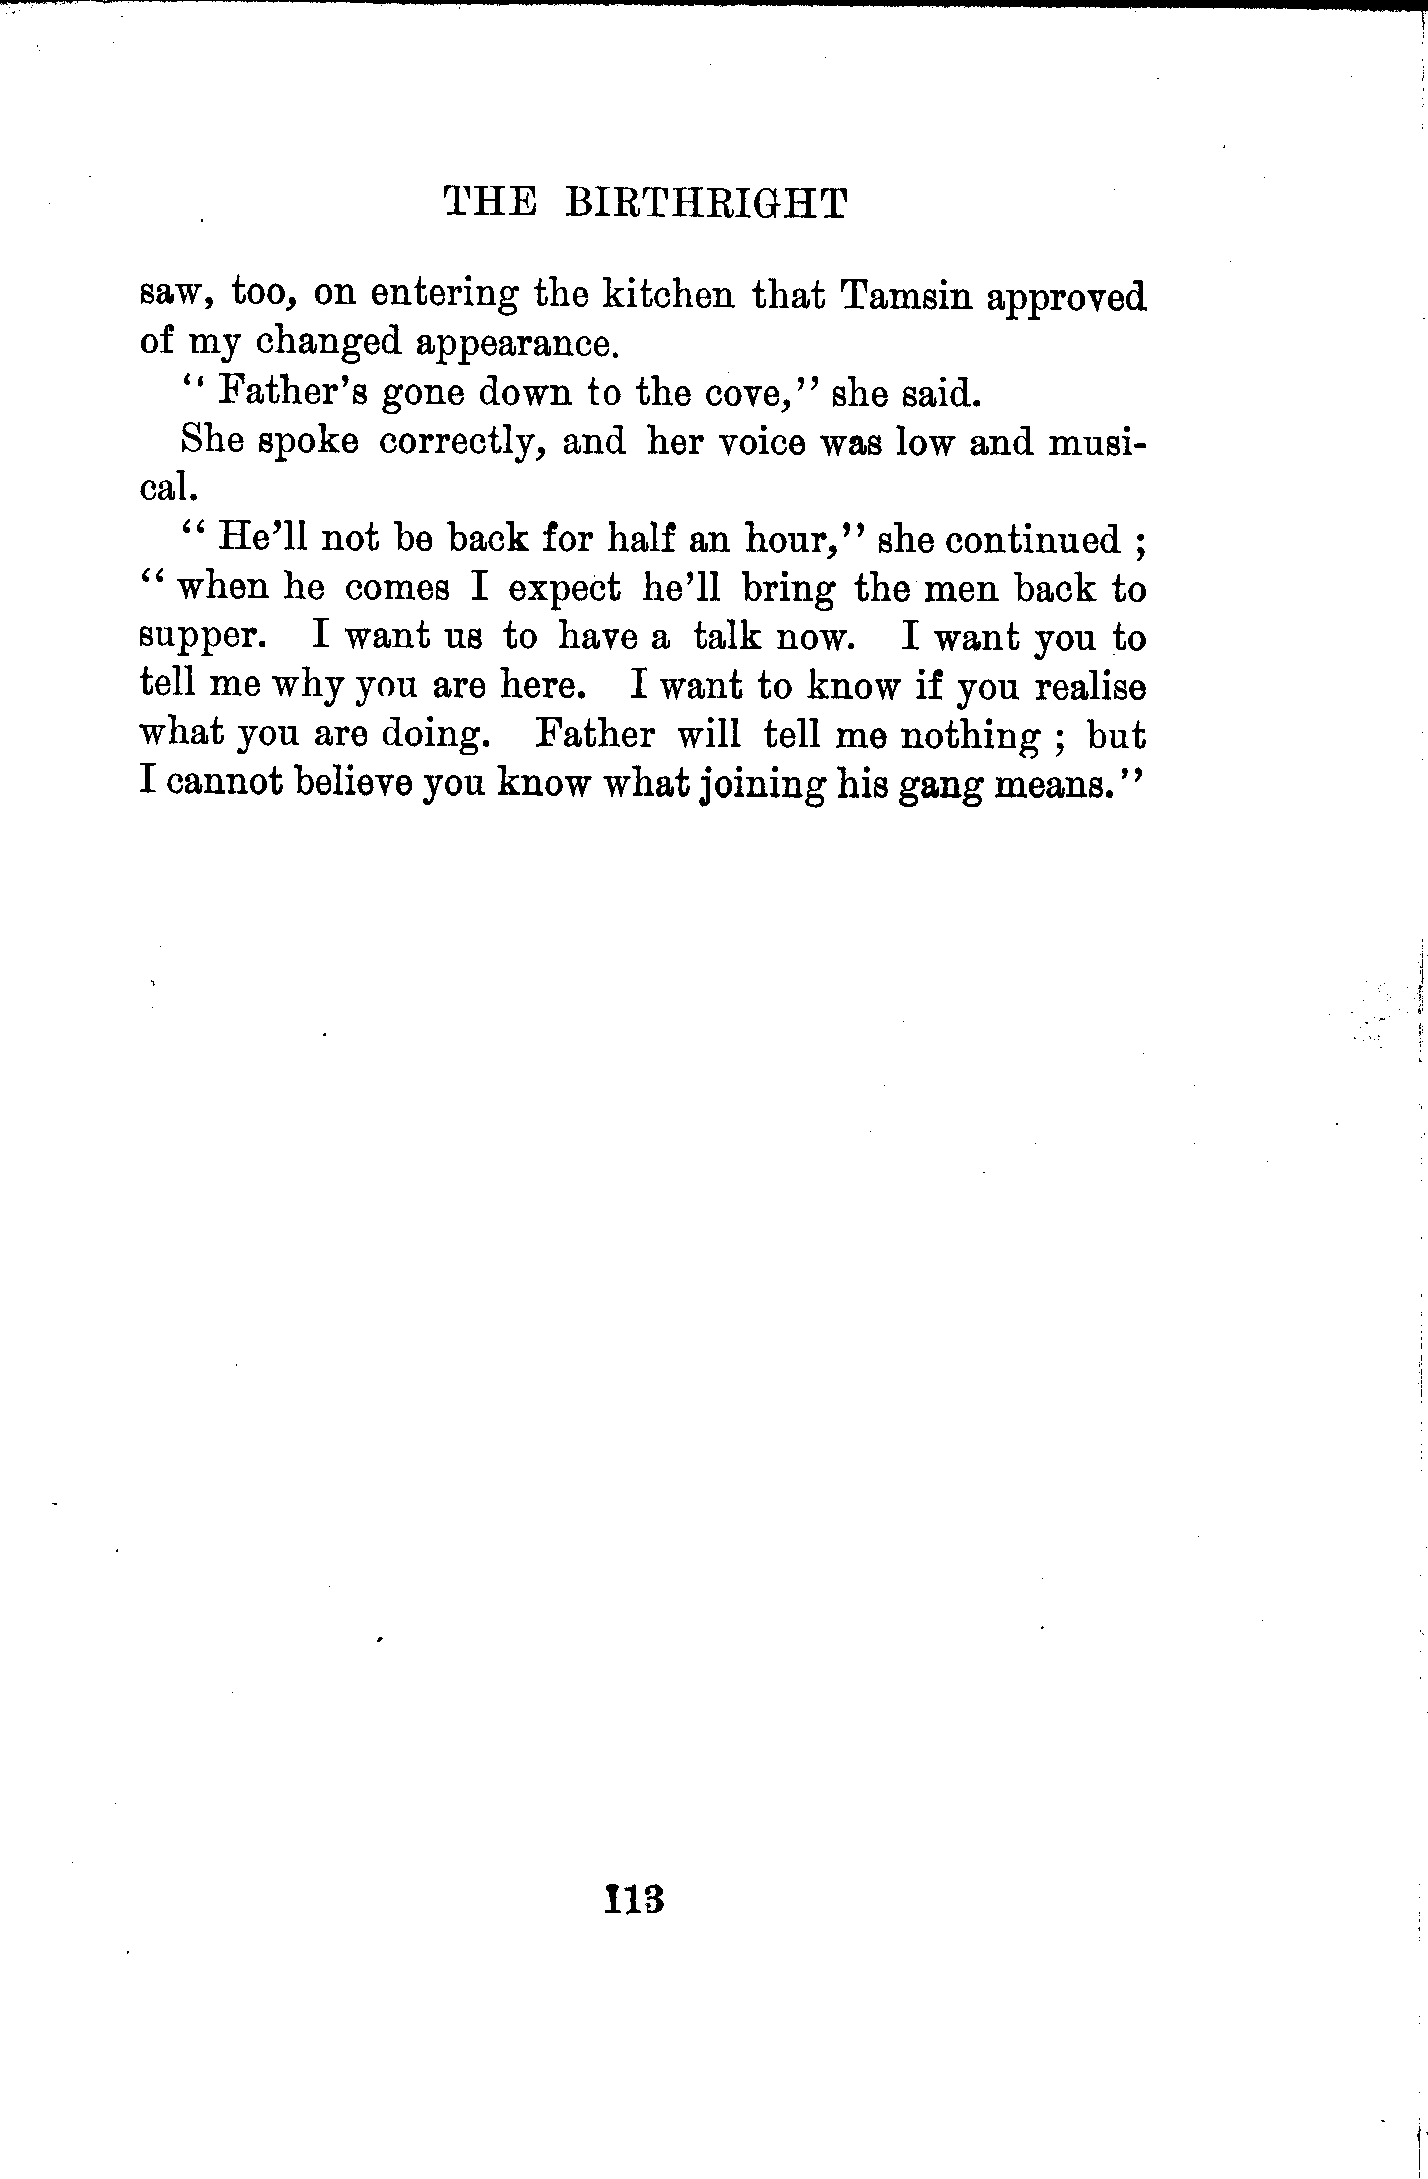 THE BIRTHRIGHT
saw, too, on entering the kitchen that Tamsin approved
of my changed appearance.
“ Father’s gone down to the cove,” she said.
She spoke correctly, and her voice was low and musi-
cal.
“ He’ll not be back for half an hour,” she continued ;
“ when he comes I expect he’ll bring the men back to
supper. I want us to have a talk now. I want you to
tell me why you are here. I want to know if you realise
what you are doing. Father will tell me nothing ; but
I cannot believe you know what joining his gang means.”
113